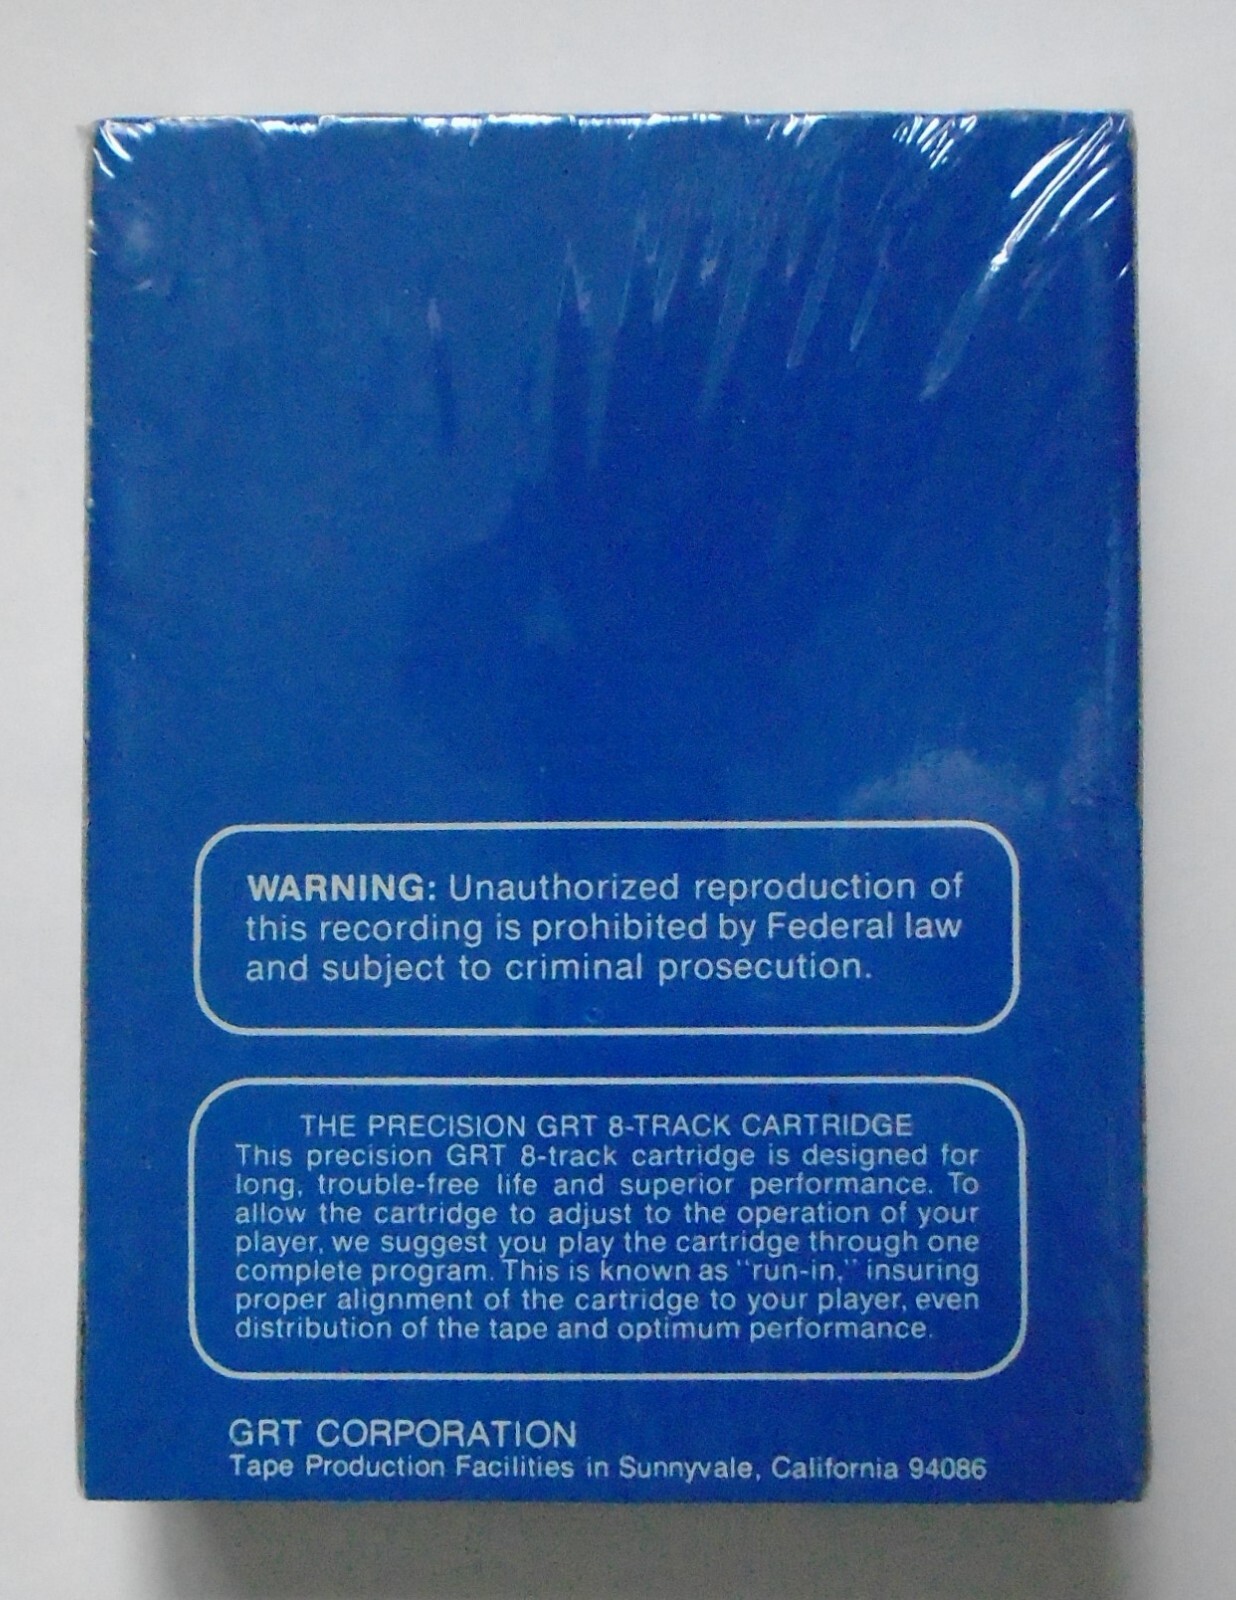 WARNING: Unauthorized reproduction of
this recording is prohibited by Federal law
and subject to criminal prosecution.
THE PRECISION GRT 8-TRACK CARTRIDGE
This precision GRT 8-track cartridge is designed for
long, trouble-free life and superior performance. To
allow the cartridge to adjust to the operation of your
player, we suggest you play the cartridge through one
complete program. This is known as "run-in," insuring
proper alignment of the cartridge to your player, even
distribution of the tape and optimum performance.
GRT CORPORATION
Tape Production Facilities in Sunnyvale, California 94086